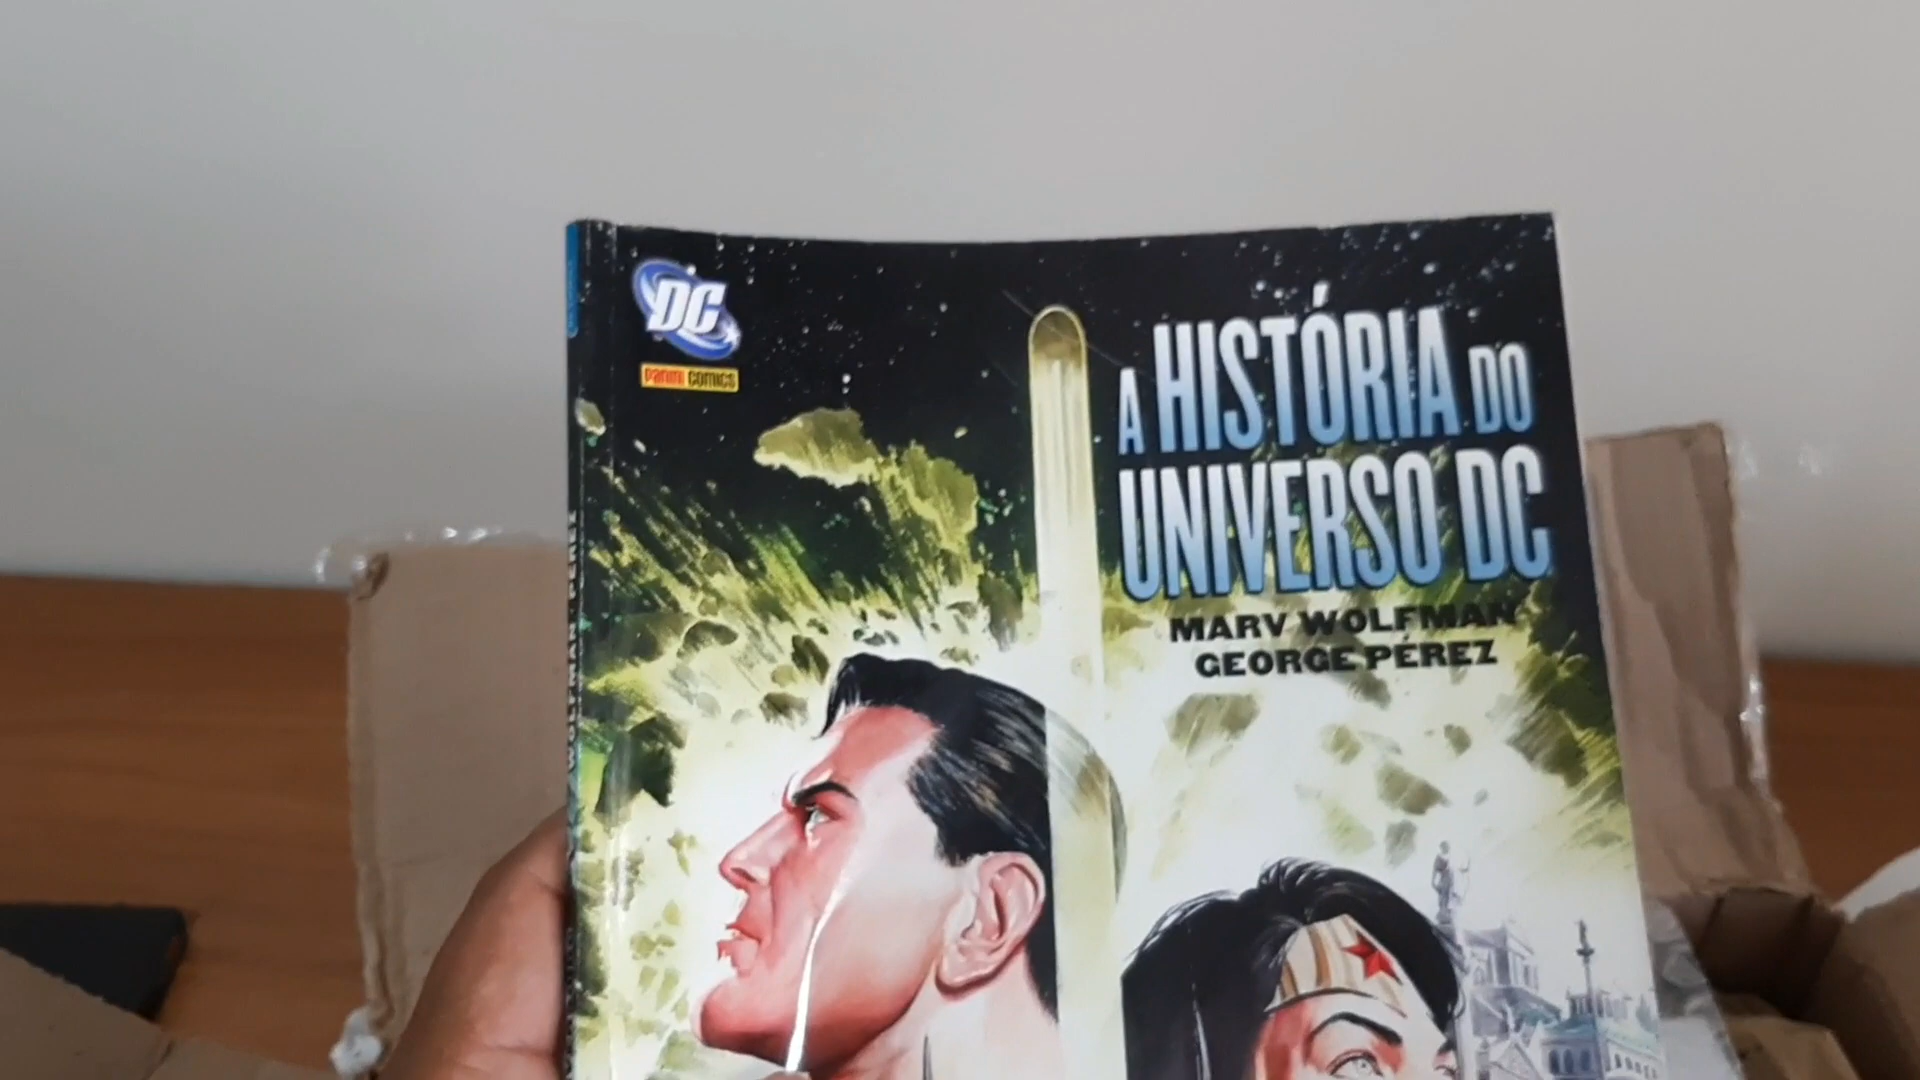 DC
PANINI COMICS
A HISTÓRIA DO
UNIVERSO DC
MARV WOLFMAN
GEORGE PÉREZ